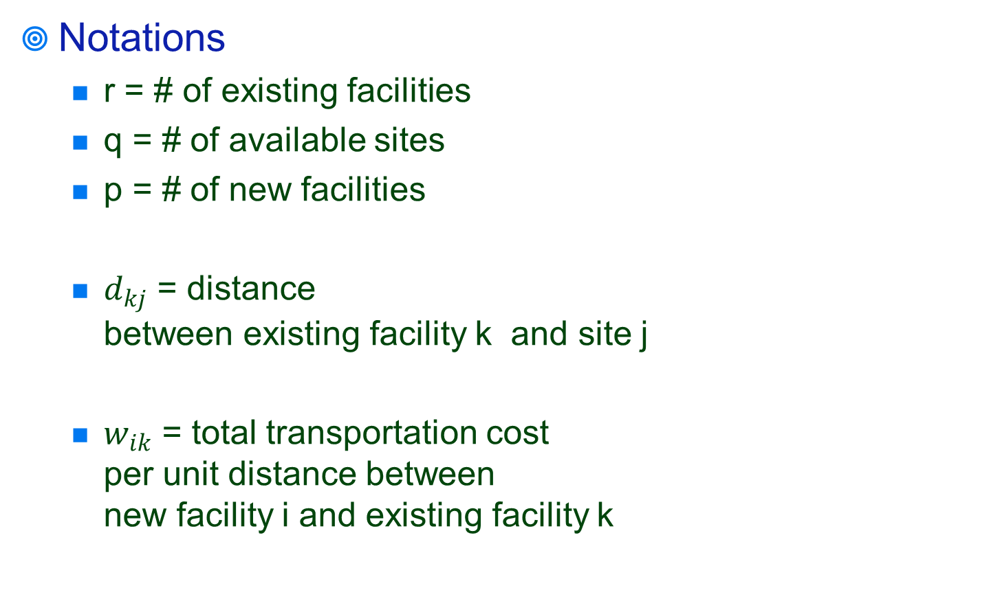 Notations
r = # of existing facilities
q = # of available sites
p = # of new facilities
d_{kj} = distance
between existing facility k and site j
w_{ik} = total transportation cost
per unit distance between
new facility i and existing facility k